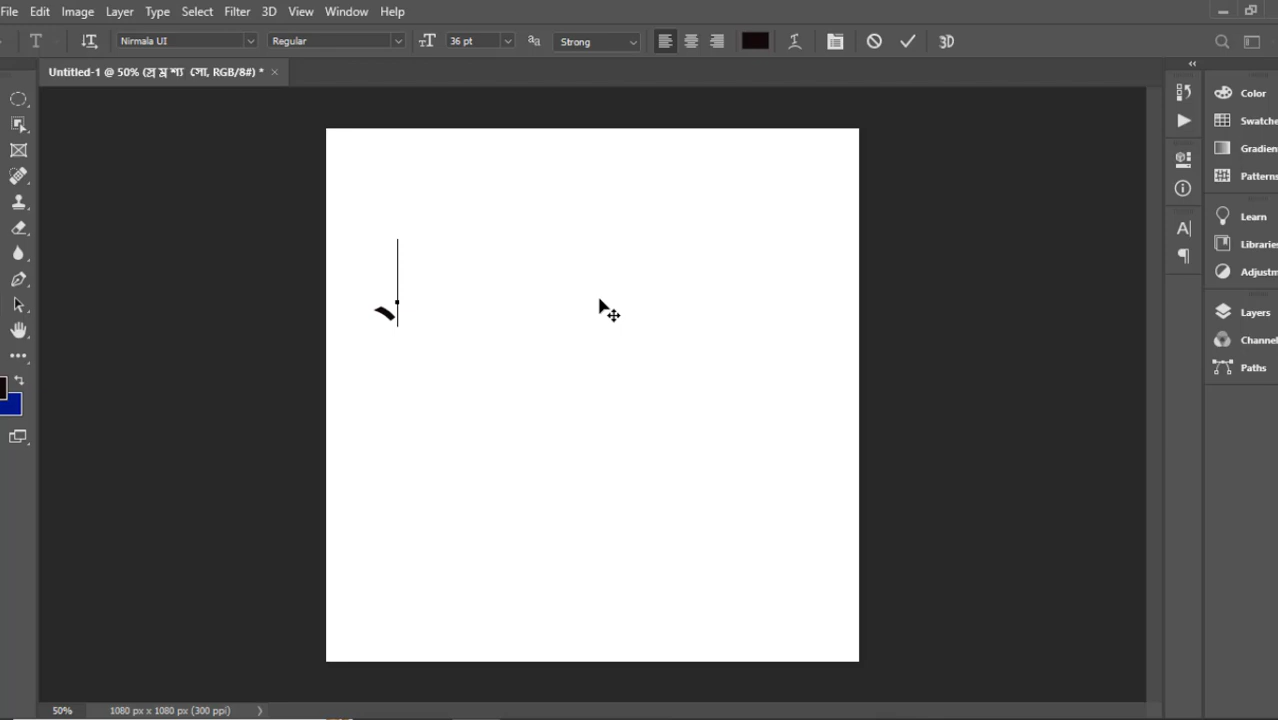 File Edit Image Layer Type Select Filter 3D View Window Help
T Nirmala UI Regular 36 pt Strong 3D
Untitled-1 @ 50% (প্রে ম্র শ্য সো, RGB/8#) *
Color
Swatche
Gradien
Patterns
Learn
Librarie
Adjustm
Layers
Channel
Paths
্
50% 1080 px x 1080 px (300 ppi)